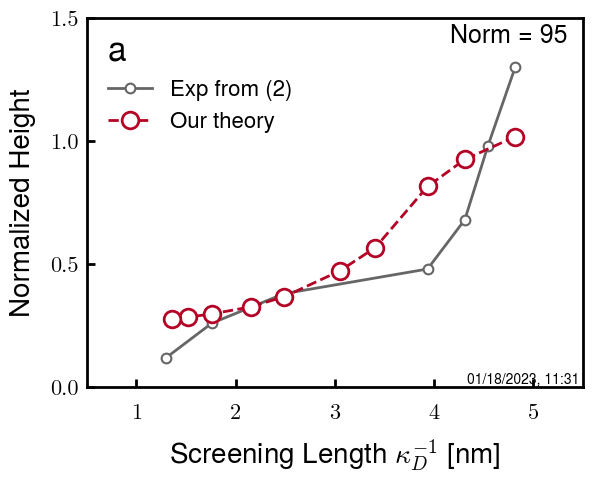 a
Norm = 95
Exp from (2)
Our theory
Normalized Height
1.5
1.0
0.5
0.0
01/18/2023, 11:31
1 2 3 4 5
Screening Length κ_D^{-1} [nm]